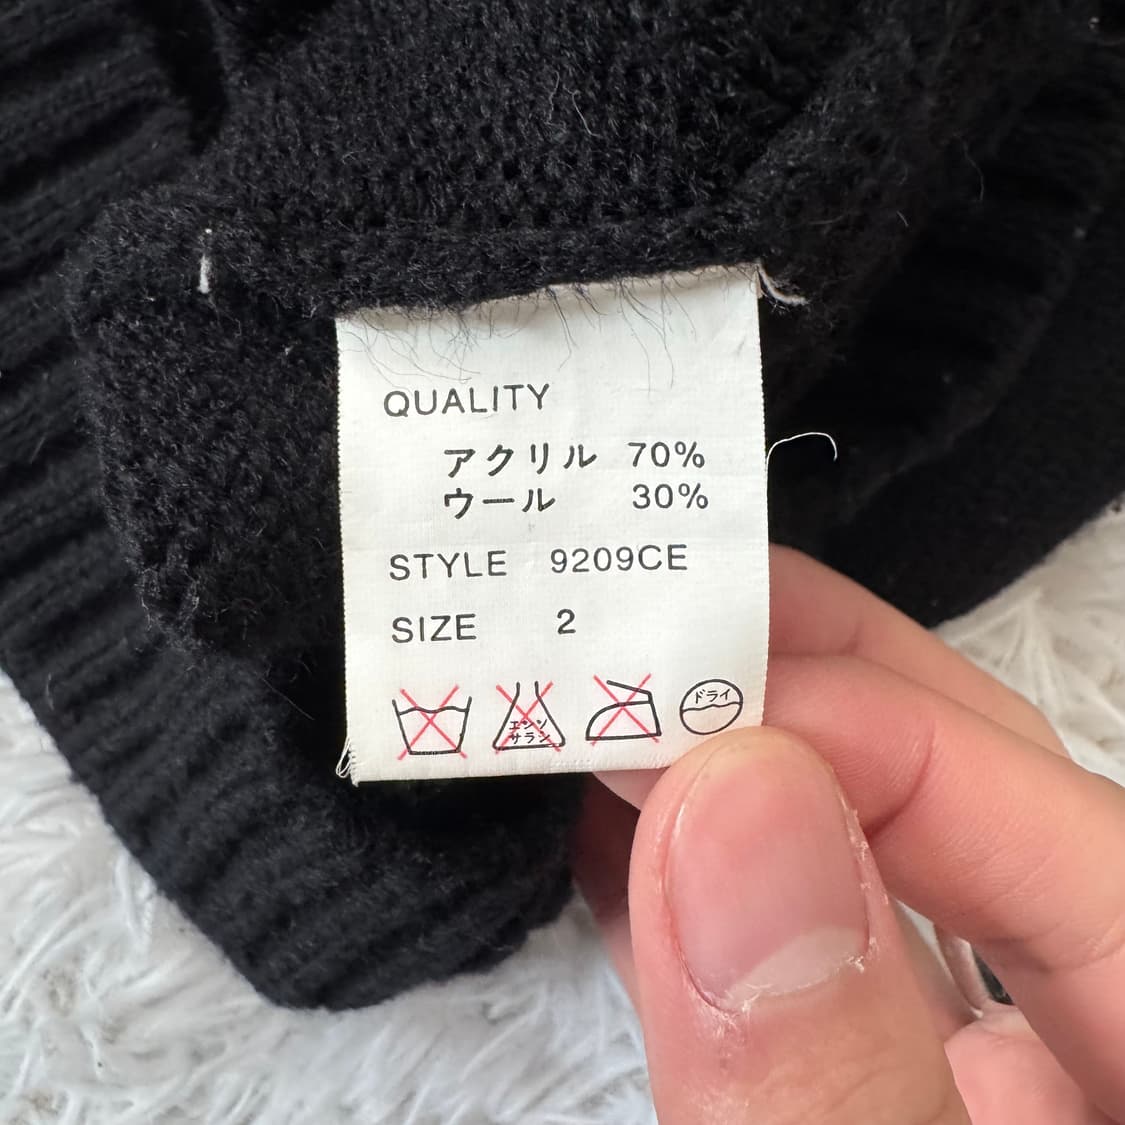 QUALITY
アクリル 70%
ウール 30%
STYLE 9209CE
SIZE 2
エンソ
サラシ
ドライ